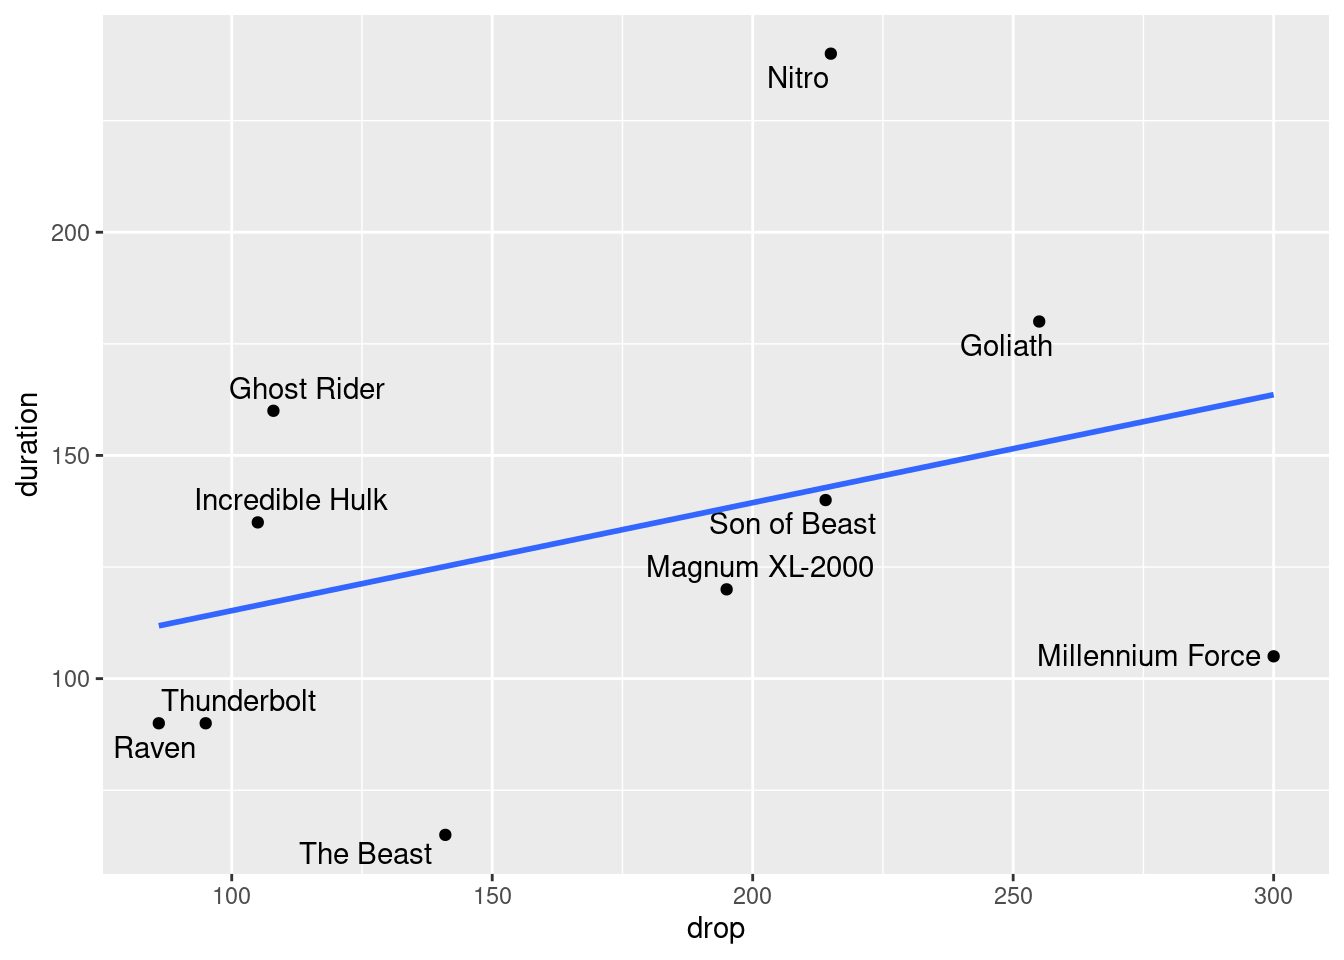 Nitro
200
Goliath
Ghost Rider
duration
150
Incredible Hulk
Son of Beast
Magnum XL-2000
Millennium Force
100
Thunderbolt
Raven
The Beast
100
150
200
250
300
drop